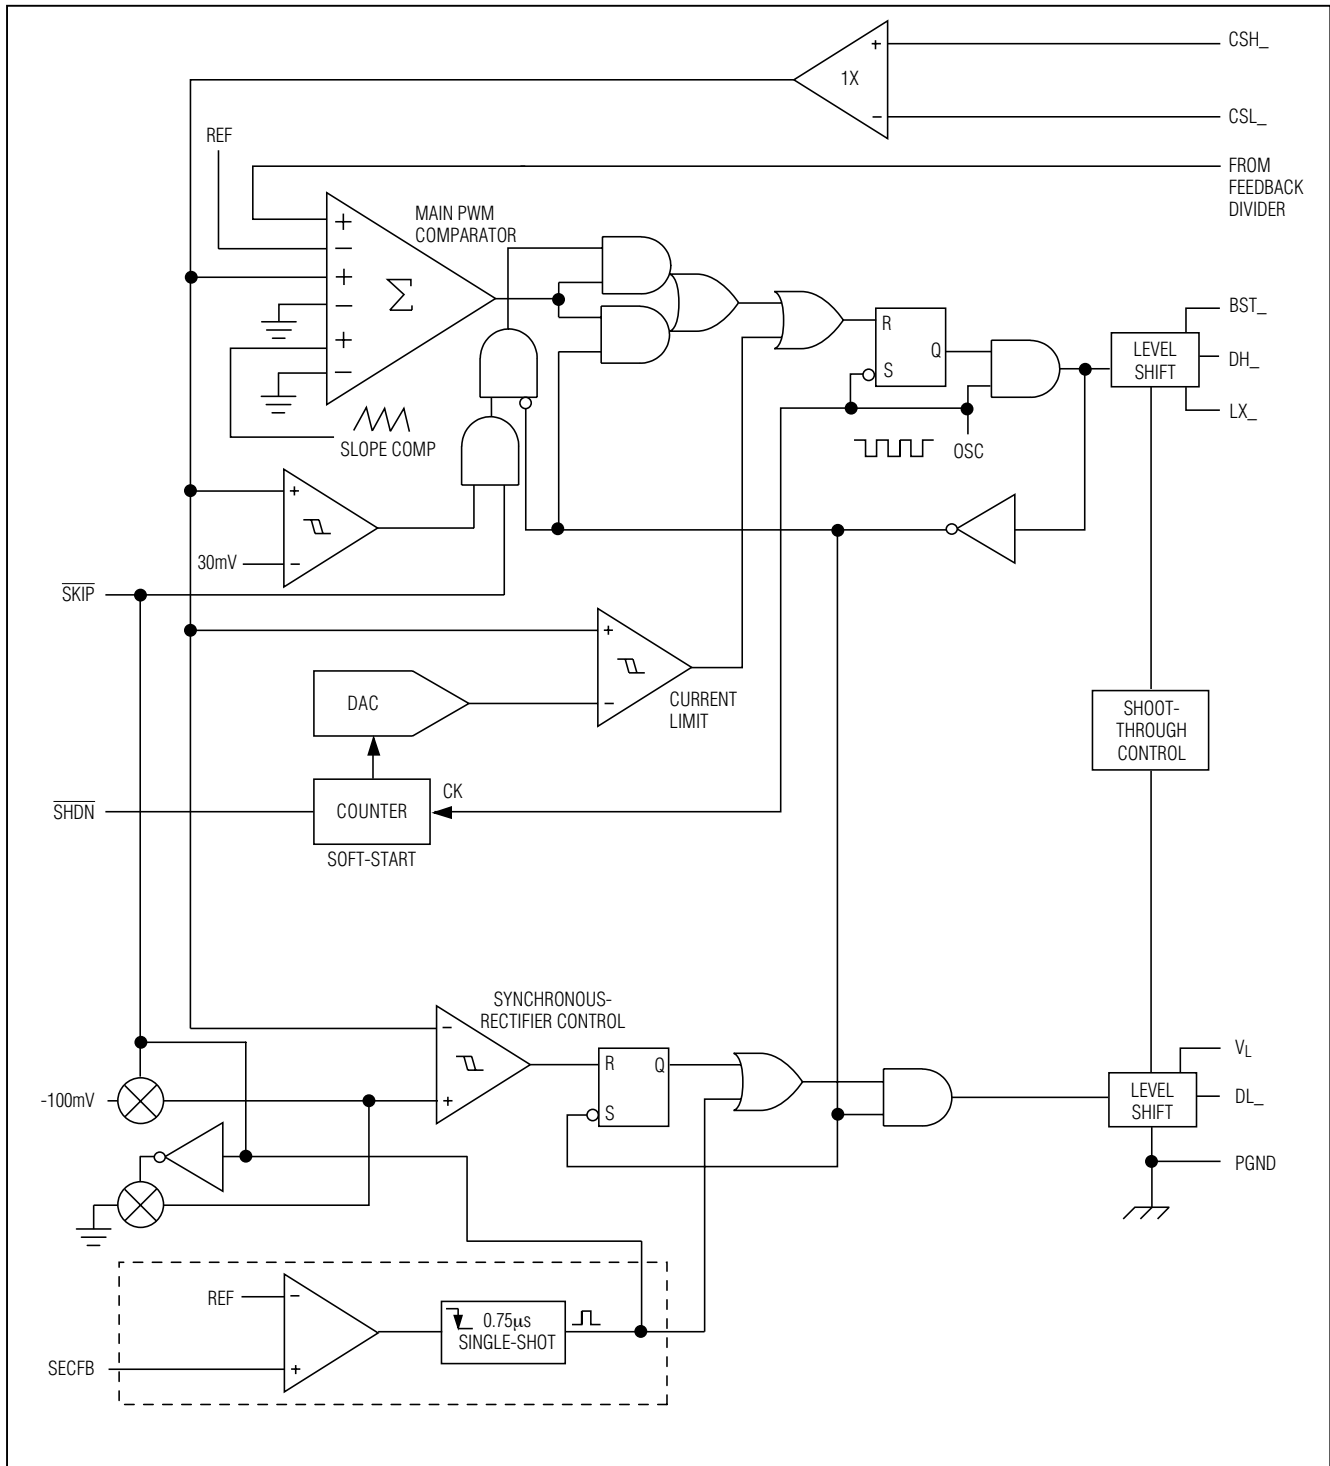 CSH_
+
1X
−
CSL_
REF
FROM
FEEDBACK
DIVIDER
MAIN PWM
COMPARATOR
+
−
+
Σ
−
+
−
R
Q
S
BST_
LEVEL
SHIFT
DH_
LX_
SLOPE COMP
OSC
+
30mV
−
SKIP
+
−
DAC
CURRENT
LIMIT
SHOOT-
THROUGH
CONTROL
CK
SHDN
COUNTER
SOFT-START
SYNCHRONOUS-
RECTIFIER CONTROL
−
+
R
Q
S
VL
-100mV
LEVEL
SHIFT
DL_
PGND
REF
−
0.75μs
SINGLE-SHOT
SECFB
+